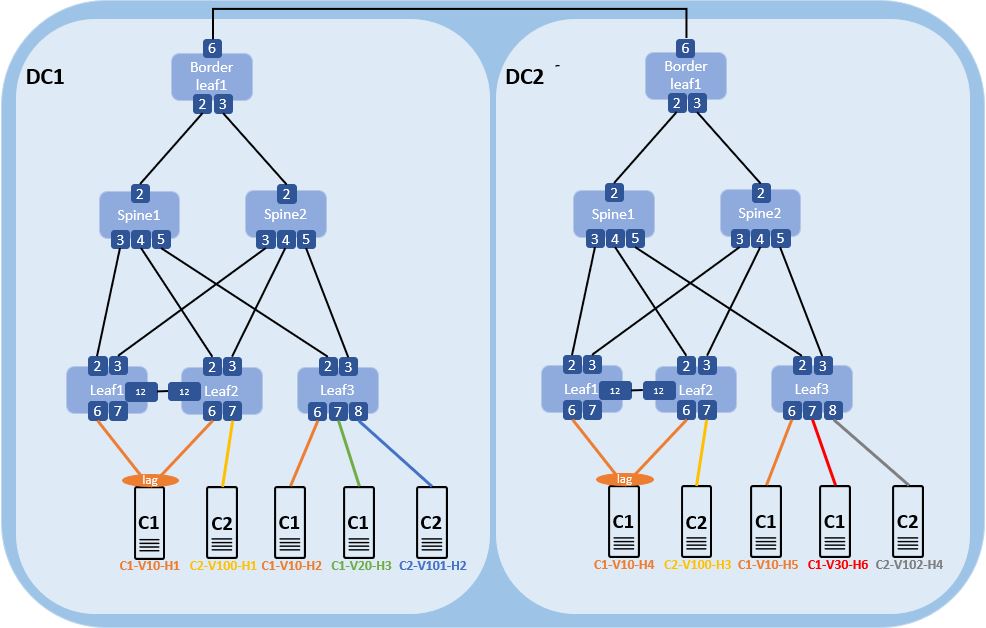 6
6
Border
leaf1
Border
leaf1
DC1
DC2 -
2 3
2 3
2
2
2
2
Spine1
Spine2
Spine1
Spine2
3 4 5
3 4 5
3 4 5
3 4 5
2 3
2 3
2 3
2 3
2 3
2 3
Leaf1 12
12 Leaf2
Leaf3
Leaf1 12
12 Leaf2
Leaf3
6 7
6 7
6 7 8
6 7
6 7
6 7 8
lag
lag
C1
C2
C1
C1
C2
C1
C2
C1
C1
C2
C1-V10-H1
C2-V100-H1
C1-V10-H2
C1-V20-H3
C2-V101-H2
C1-V10-H4
C2-V100-H3
C1-V10-H5
C1-V30-H6
C2-V102-H4